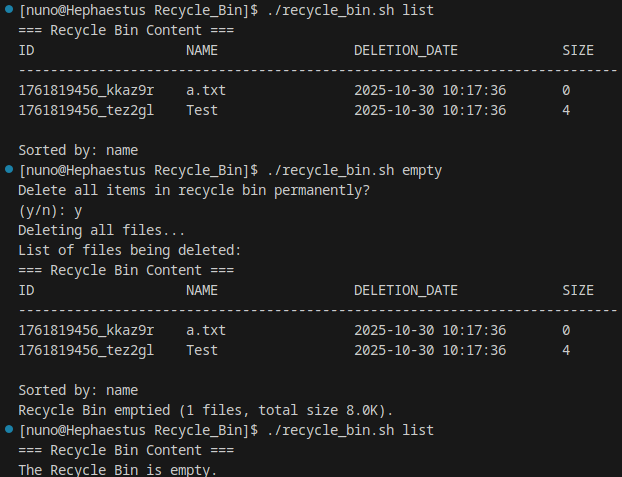 [nuno@Hephaestus Recycle_Bin]$ ./recycle_bin.sh list
=== Recycle Bin Content ===
ID                   NAME                 DELETION_DATE             SIZE
---------------------------------------------------------------------------
1761819456_kkaz9r    a.txt                2025-10-30 10:17:36       0
1761819456_tez2gl    Test                 2025-10-30 10:17:36       4
Sorted by: name
[nuno@Hephaestus Recycle_Bin]$ ./recycle_bin.sh empty
Delete all items in recycle bin permanently?
(y/n): y
Deleting all files...
List of files being deleted:
=== Recycle Bin Content ===
ID                   NAME                 DELETION_DATE             SIZE
---------------------------------------------------------------------------
1761819456_kkaz9r    a.txt                2025-10-30 10:17:36       0
1761819456_tez2gl    Test                 2025-10-30 10:17:36       4
Sorted by: name
Recycle Bin emptied (1 files, total size 8.0K).
[nuno@Hephaestus Recycle_Bin]$ ./recycle_bin.sh list
=== Recycle Bin Content ===
The Recycle Bin is empty.